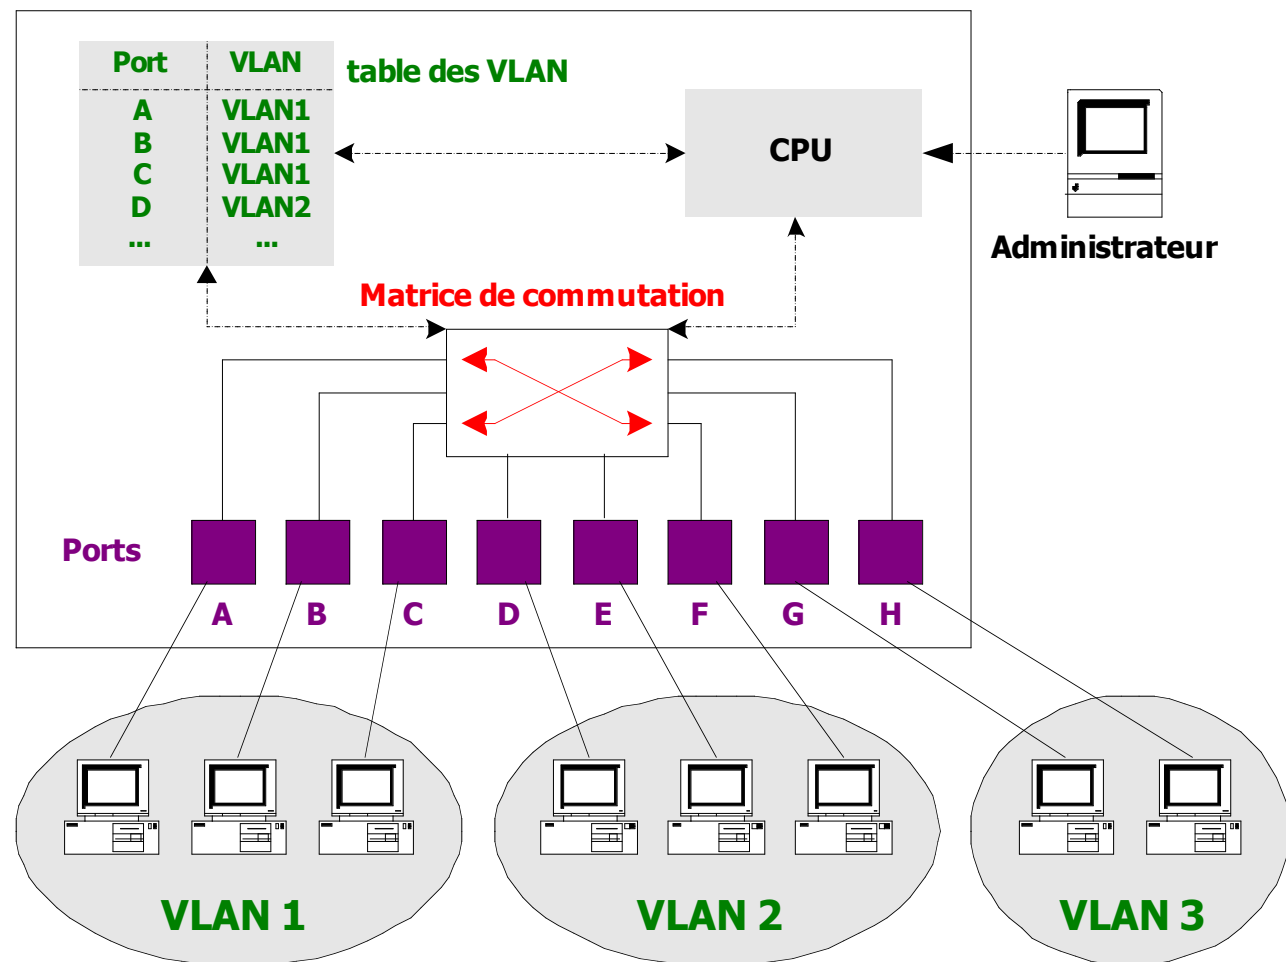 Port VLAN
table des VLAN
A VLAN1
B VLAN1
C VLAN1
D VLAN2
... ...
CPU
Administrateur
Matrice de commutation
Ports
A B C D E F G H
VLAN 1 VLAN 2 VLAN 3